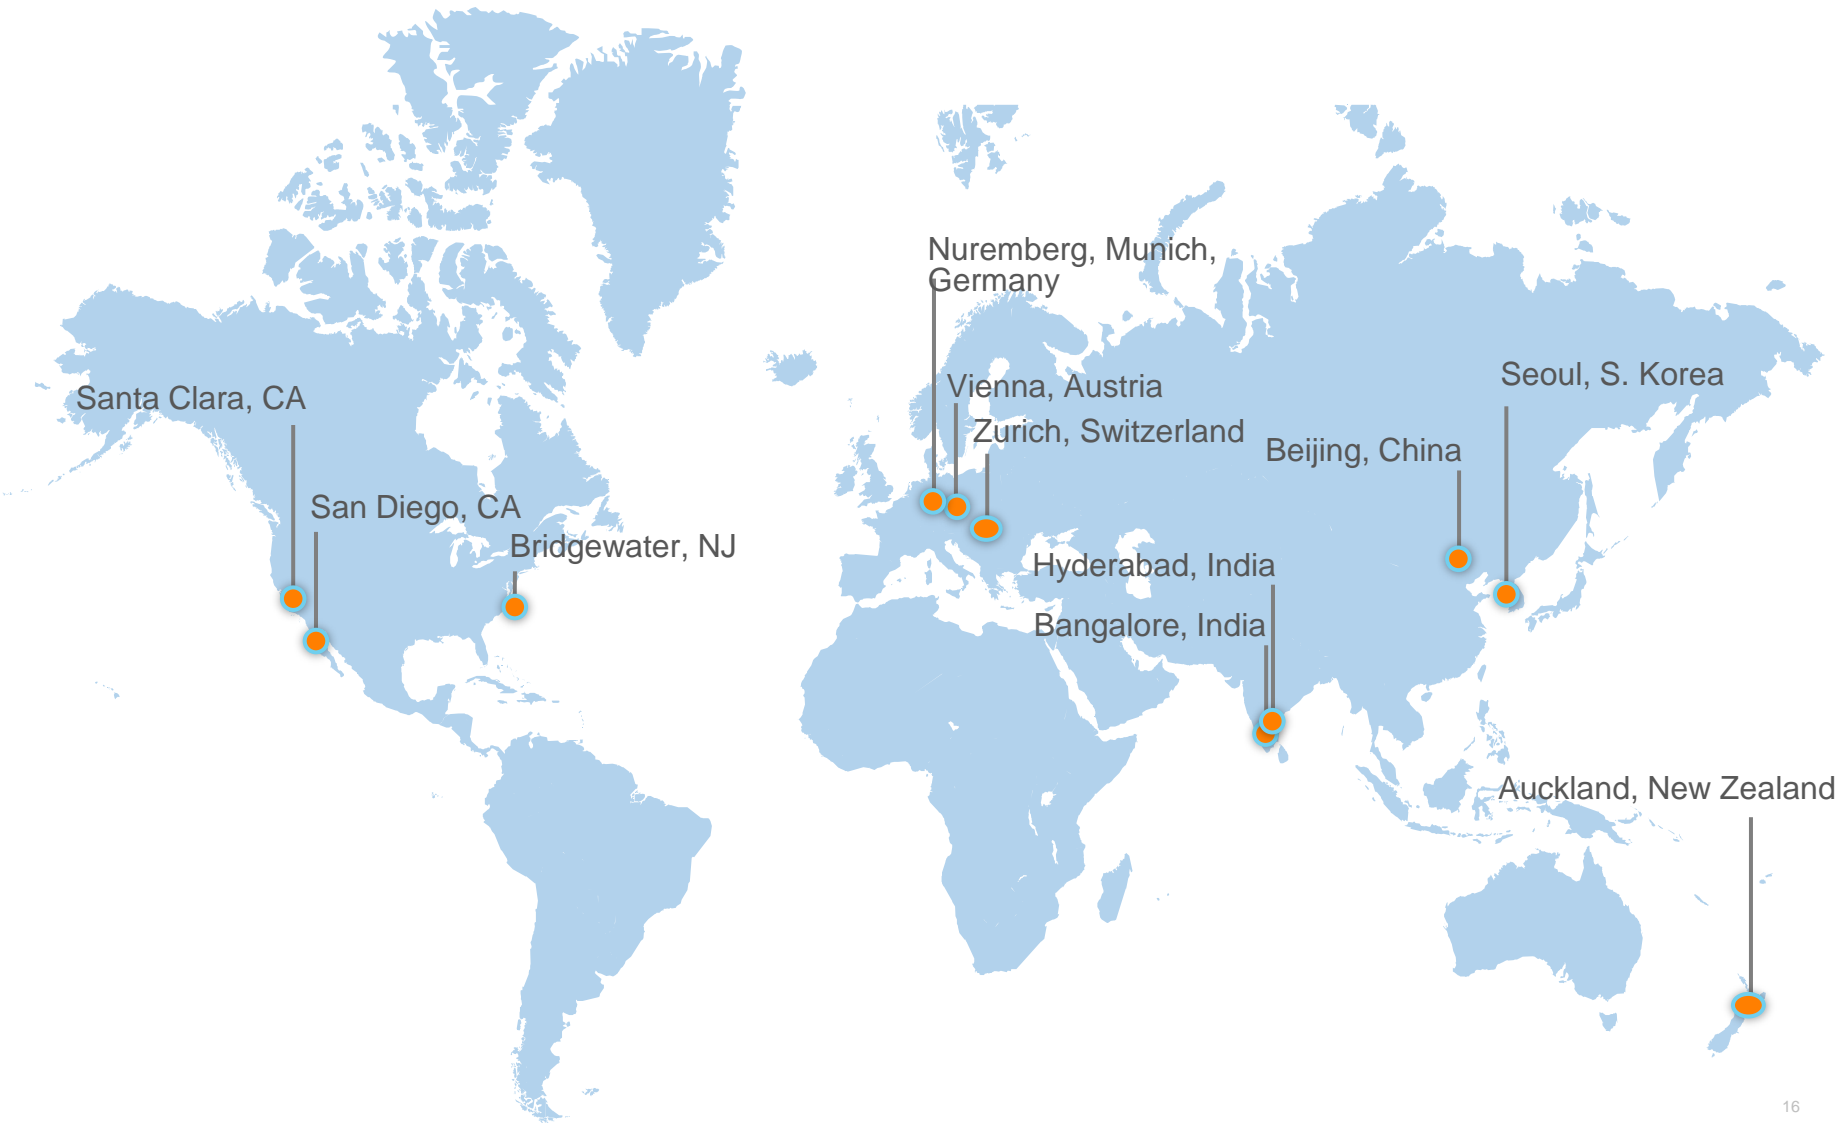 Nuremberg, Munich,
Germany
Santa Clara, CA
Vienna, Austria
Seoul, S. Korea
Zurich, Switzerland
Beijing, China
San Diego, CA
Bridgewater, NJ
Hyderabad, India
Bangalore, India
Auckland, New Zealand
16